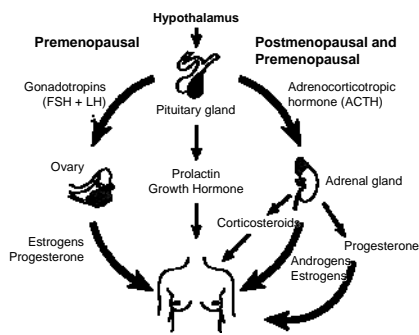 Hypothalamus
Premenopausal
Postmenopausal and
Premenopausal
Gonadotropins
(FSH + LH)
Pituitary gland
Adrenocorticotropic
hormone (ACTH)
Ovary
Prolactin
Growth Hormone
Adrenal gland
Corticosteroids
Progesterone
Estrogens
Progesterone
Androgens
Estrogens